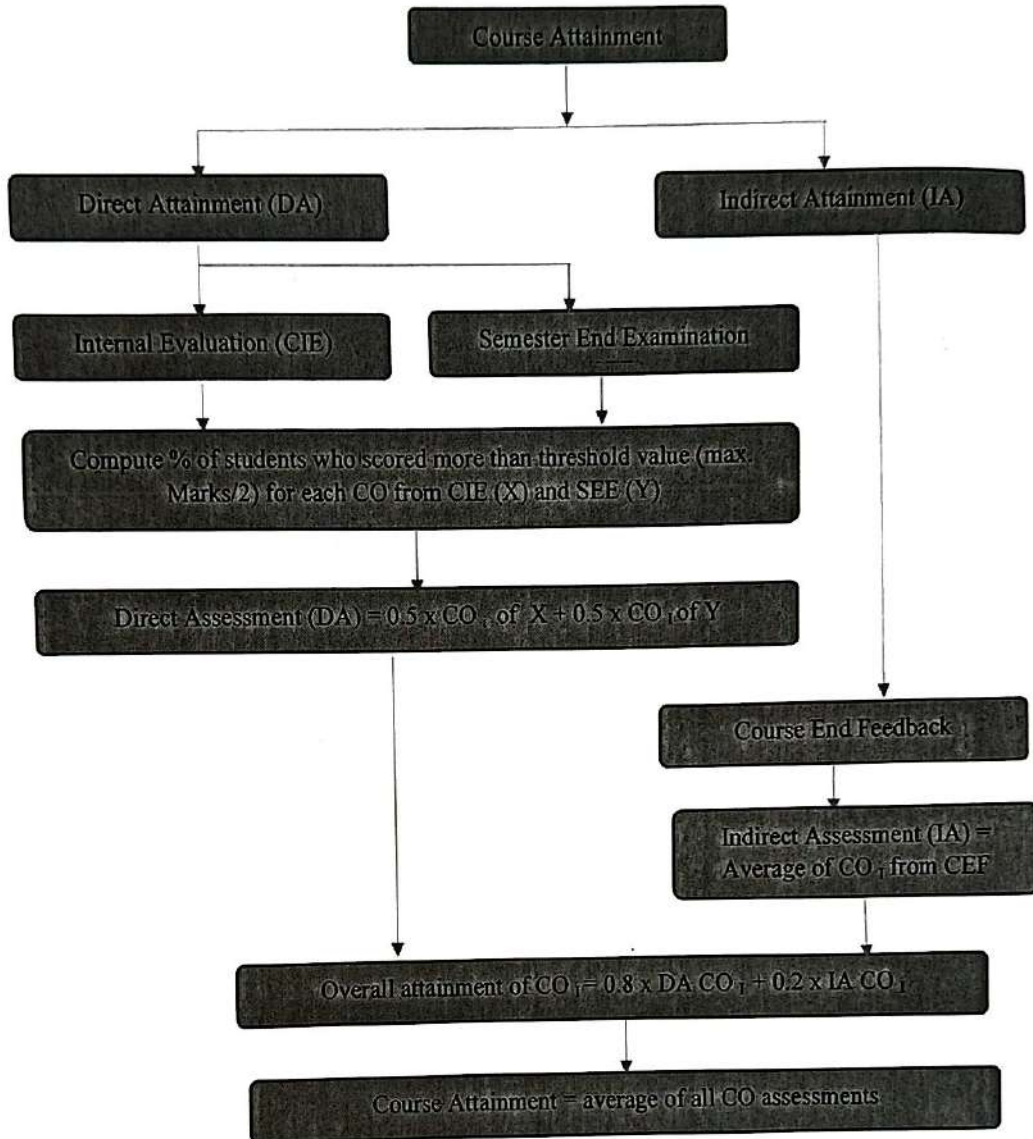 Course Attainment
Direct Attainment (DA)
Indirect Attainment (IA)
Internal Evaluation (CIE)
Semester End Examination
Compute % of students who scored more than threshold value (max.
Marks/2) for each CO from CIE (X) and SEE (Y)
Direct Assessment (DA) = 0.5 x CO i of X + 0.5 x CO i of Y
Course End Feedback
Indirect Assessment (IA) =
Average of CO i from CEF
Overall attainment of CO i = 0.8 x DA CO i + 0.2 x IA CO i
Course Attainment = average of all CO assessments